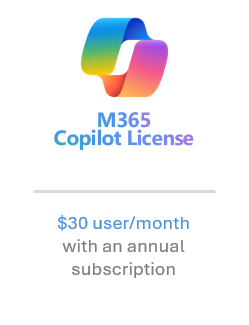 M365
Copilot License
$30 user/month
with an annual
subscription